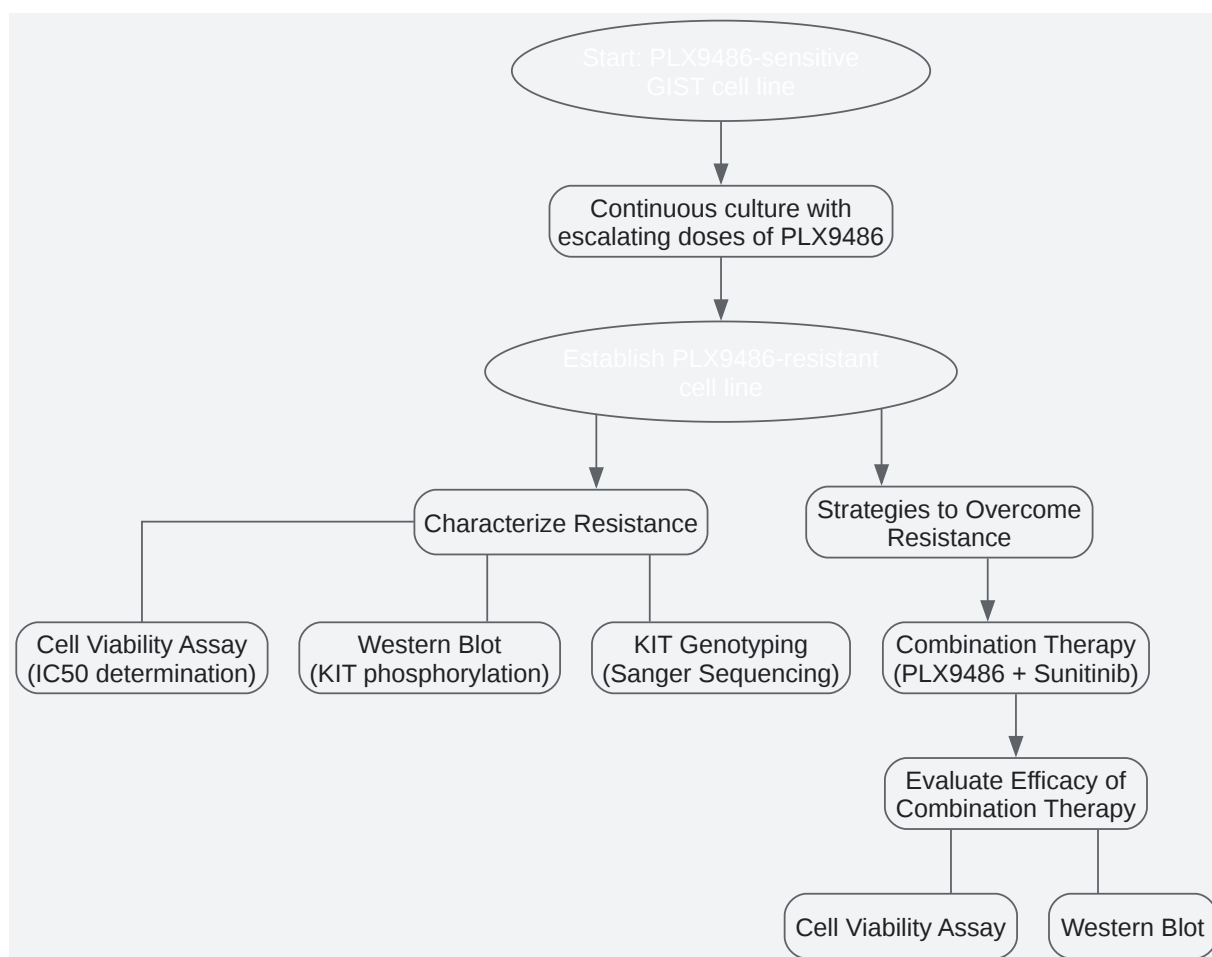 Start: PLX9486-sensitive
GIST cell line
Continuous culture with
escalating doses of PLX9486
Establish PLX9486-resistant
cell line
Characterize Resistance
Strategies to Overcome
Resistance
Cell Viability Assay
(IC50 determination)
Western Blot
(KIT phosphorylation)
KIT Genotyping
(Sanger Sequencing)
Combination Therapy
(PLX9486 + Sunitinib)
Evaluate Efficacy of
Combination Therapy
Cell Viability Assay
Western Blot